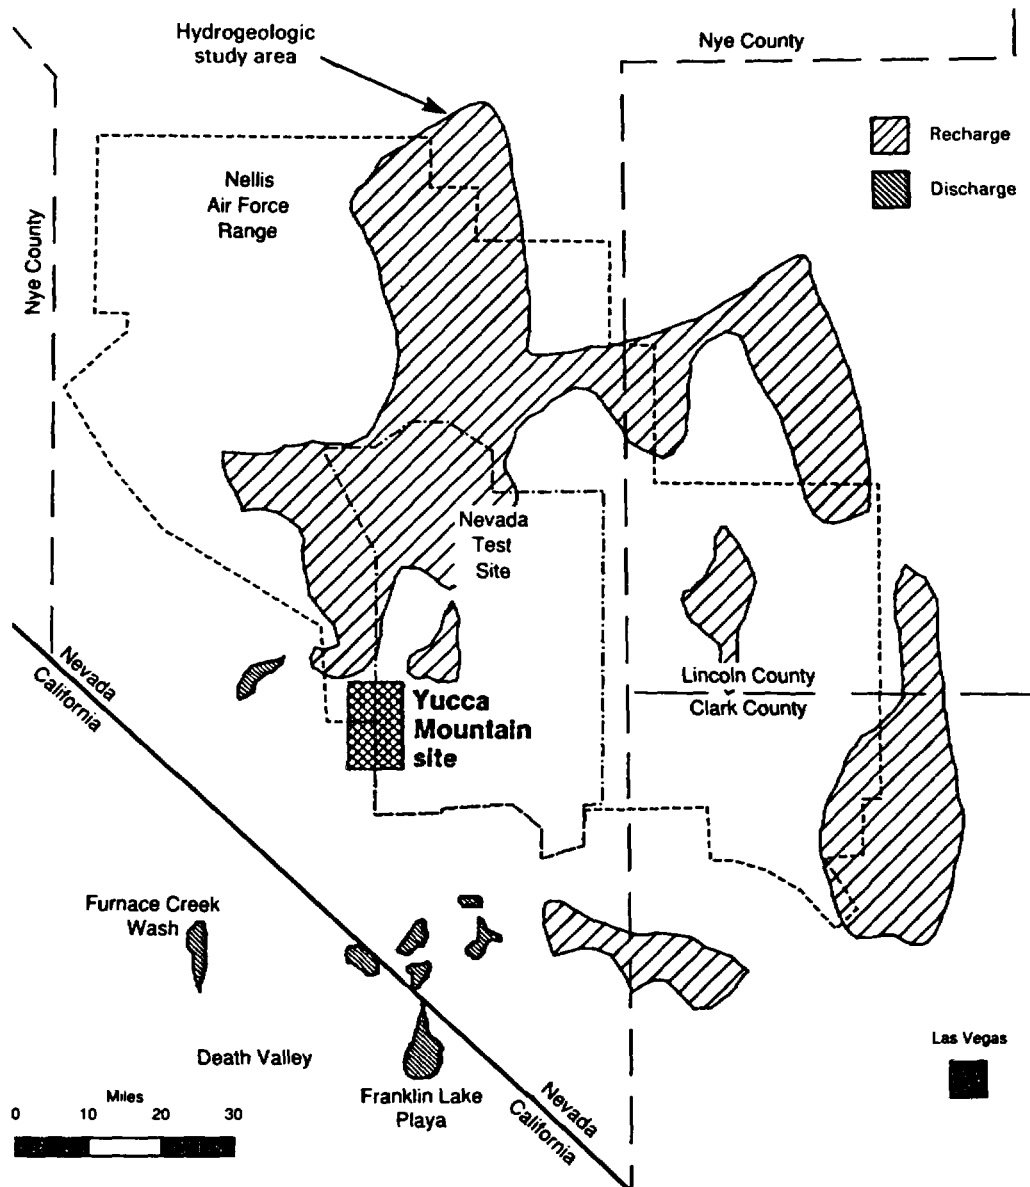 Hydrogeologic
study area
Nye County
Recharge
Discharge
Nellis
Air Force
Range
Nye County
Nevada
Test
Site
Nevada
California
Lincoln County
Clark County
Yucca
Mountain
site
Furnace Creek
Wash
Death Valley
Franklin Lake
Playa
Las Vegas
Nevada
California
Miles
0 10 20 30